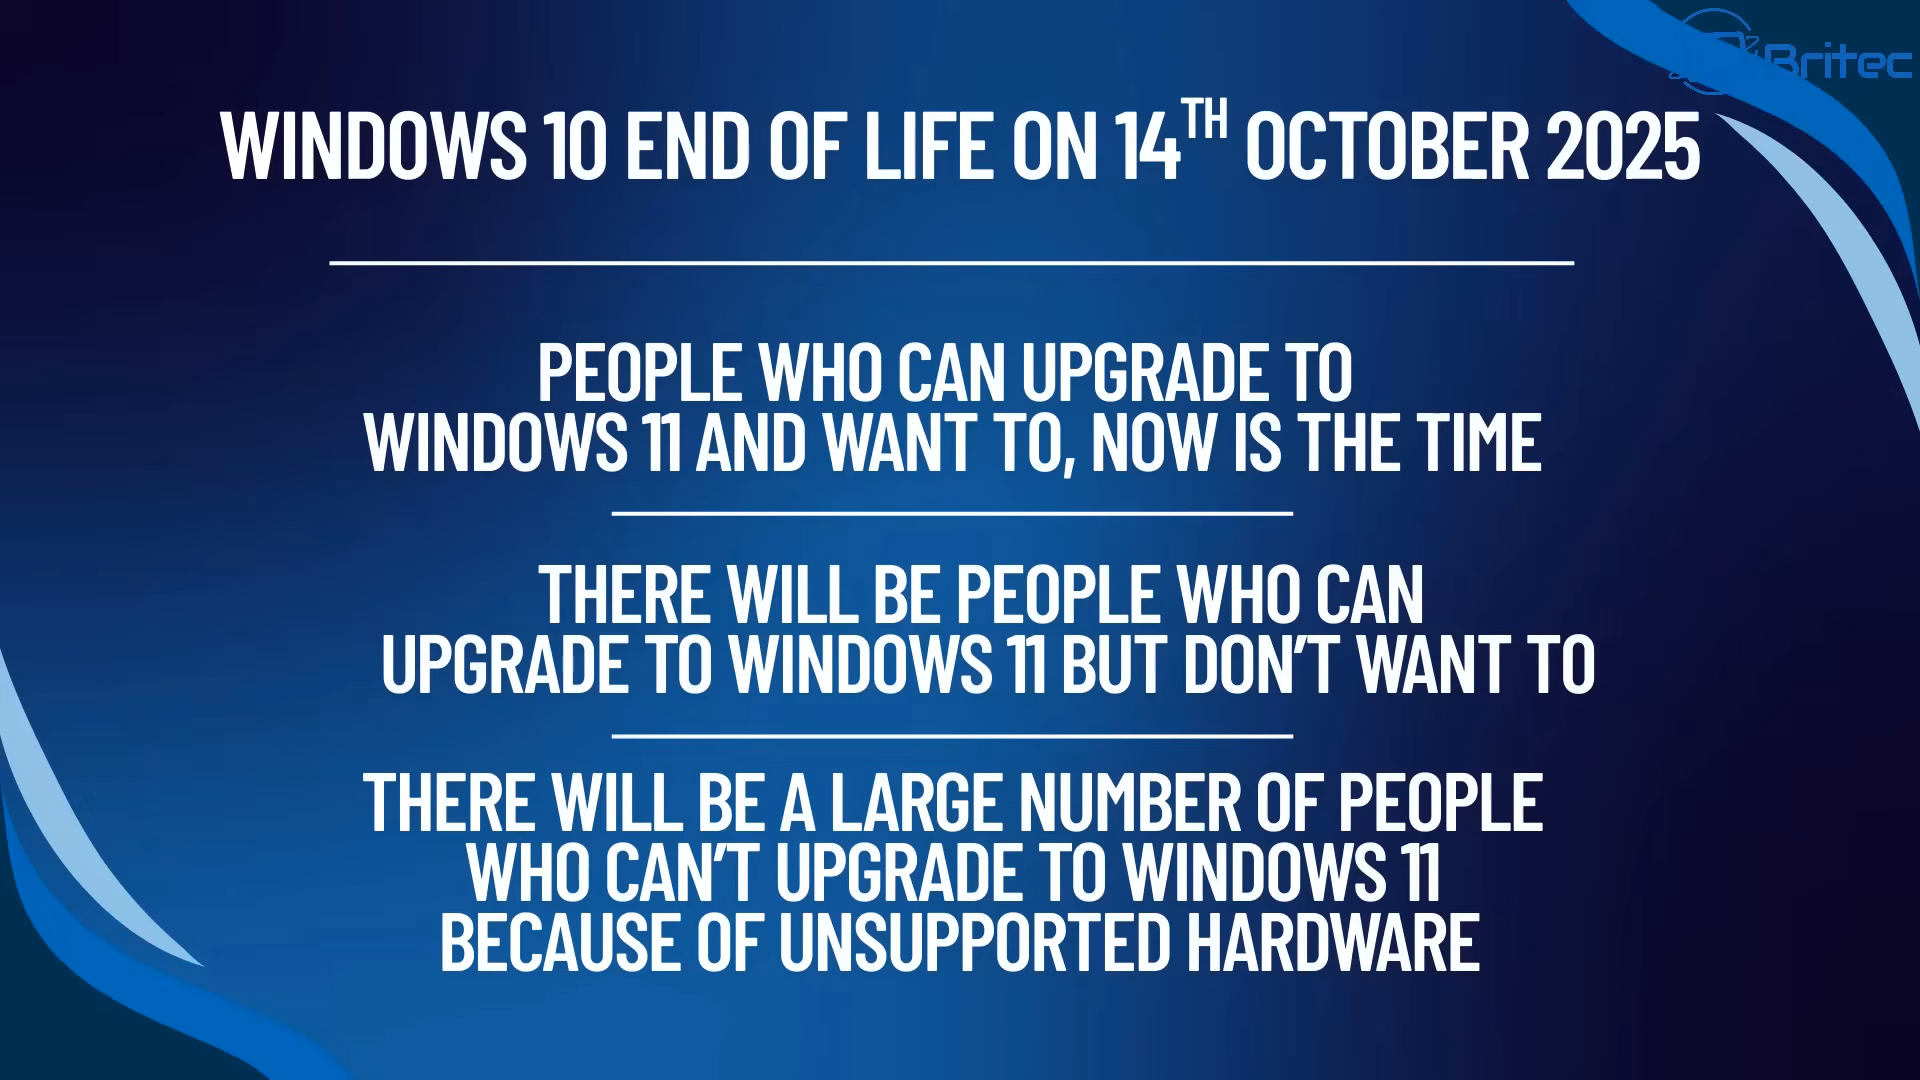 Britec
WINDOWS 10 END OF LIFE ON 14TH OCTOBER 2025
PEOPLE WHO CAN UPGRADE TO
WINDOWS 11 AND WANT TO, NOW IS THE TIME
THERE WILL BE PEOPLE WHO CAN
UPGRADE TO WINDOWS 11 BUT DON'T WANT TO
THERE WILL BE A LARGE NUMBER OF PEOPLE
WHO CAN'T UPGRADE TO WINDOWS 11
BECAUSE OF UNSUPPORTED HARDWARE